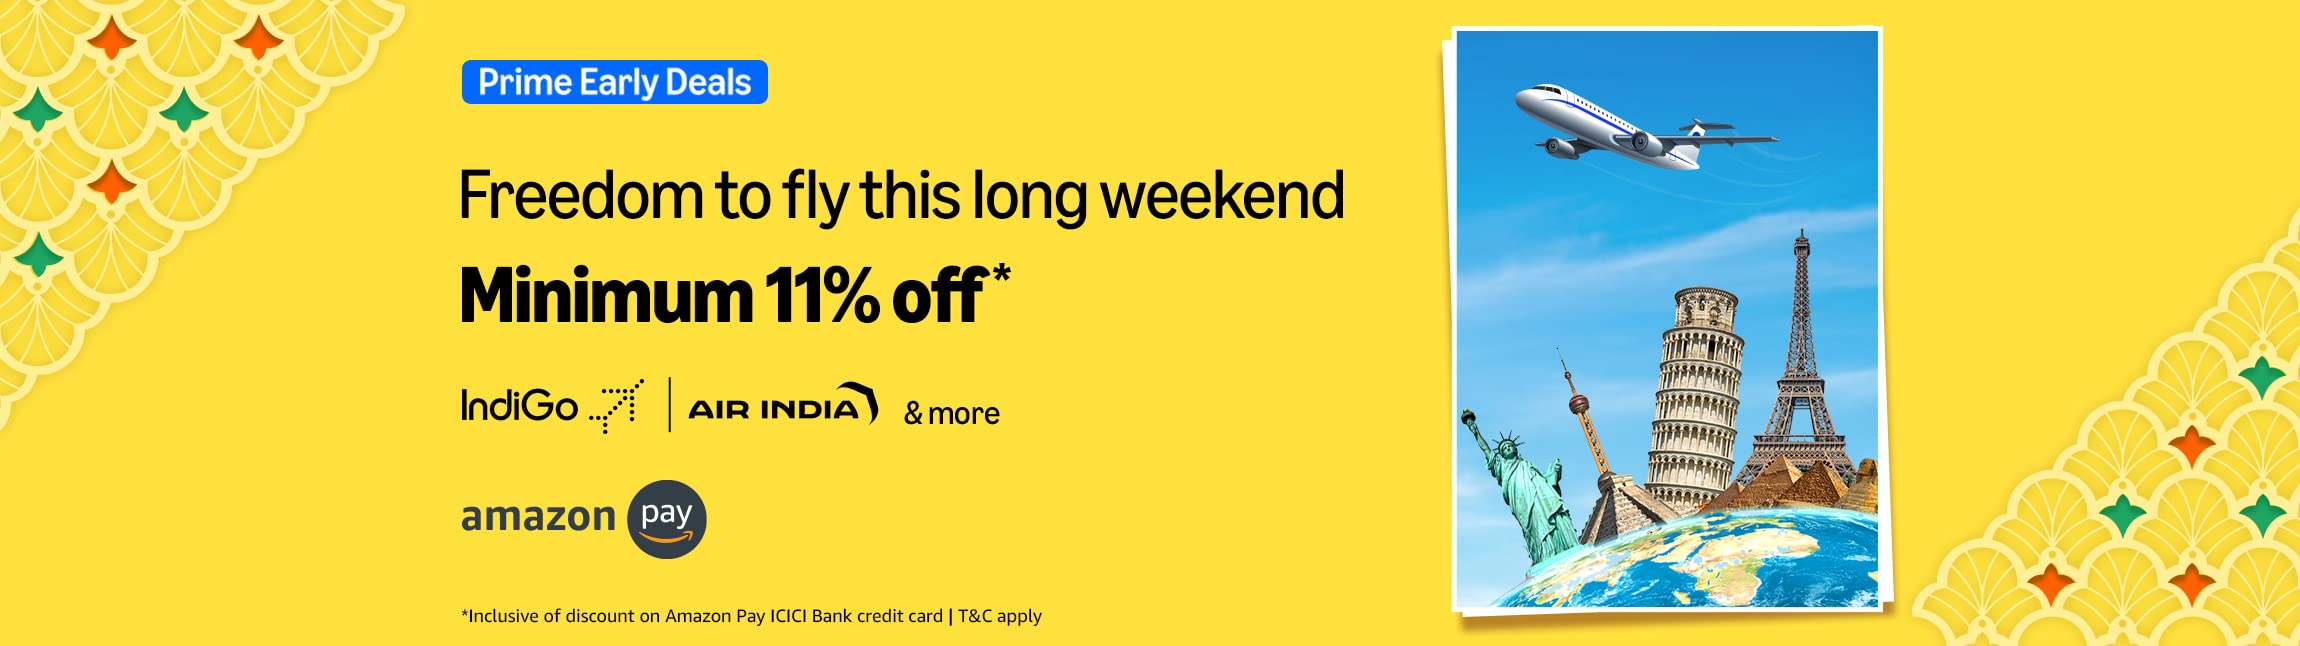 Prime Early Deals
Freedom to fly this long weekend
Minimum 11% off*
IndiGo | AIR INDIA & more
amazon pay
*Inclusive of discount on Amazon Pay ICICI Bank credit card | T&C apply